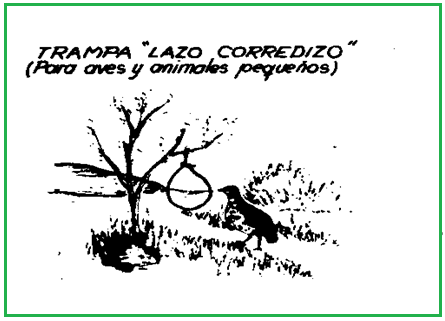 TRAMPA "LAZO CORREDIZO"
(Para aves y animales pequeños)